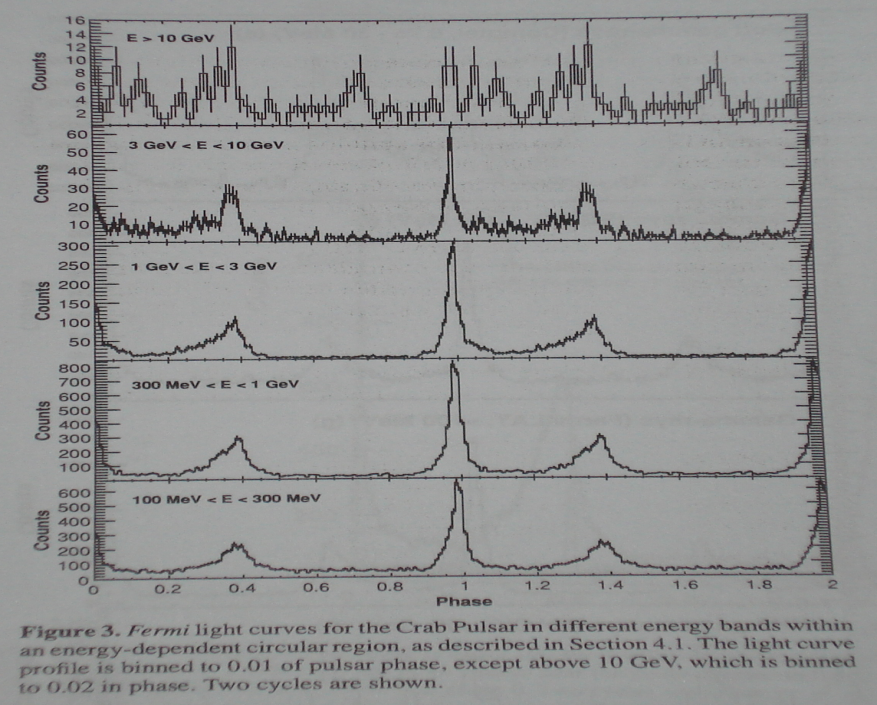 16
14
12
10
8
6
4
2
Counts
E > 10 GeV
60
50
40
30
20
10
Counts
3 GeV < E < 10 GeV
300
250
200
150
100
50
Counts
1 GeV < E < 3 GeV
800
700
600
500
400
300
200
100
Counts
300 MeV < E < 1 GeV
600
500
400
300
200
100
0
Counts
100 MeV < E < 300 MeV
0 0.2 0.4 0.6 0.8 1 1.2 1.4 1.6 1.8 2
Phase
Figure 3. Fermi light curves for the Crab Pulsar in different energy bands within
an energy-dependent circular region, as described in Section 4.1. The light curve
profile is binned to 0.01 of pulsar phase, except above 10 GeV, which is binned
to 0.02 in phase. Two cycles are shown.